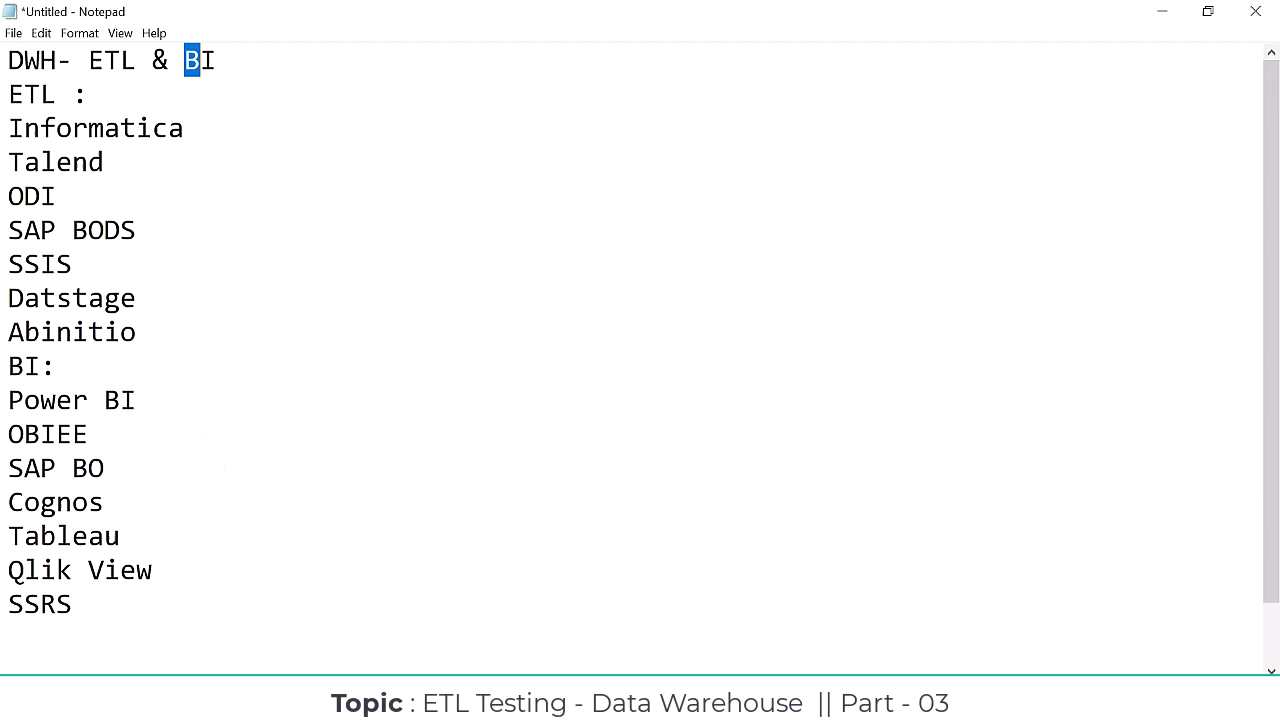 *Untitled - Notepad
File Edit Format View Help
DWH- ETL & BI
ETL :
Informatica
Talend
ODI
SAP BODS
SSIS
Datstage
Abinitio
BI:
Power BI
OBIEE
SAP BO
Cognos
Tableau
Qlik View
SSRS
Topic : ETL Testing - Data Warehouse || Part - 03